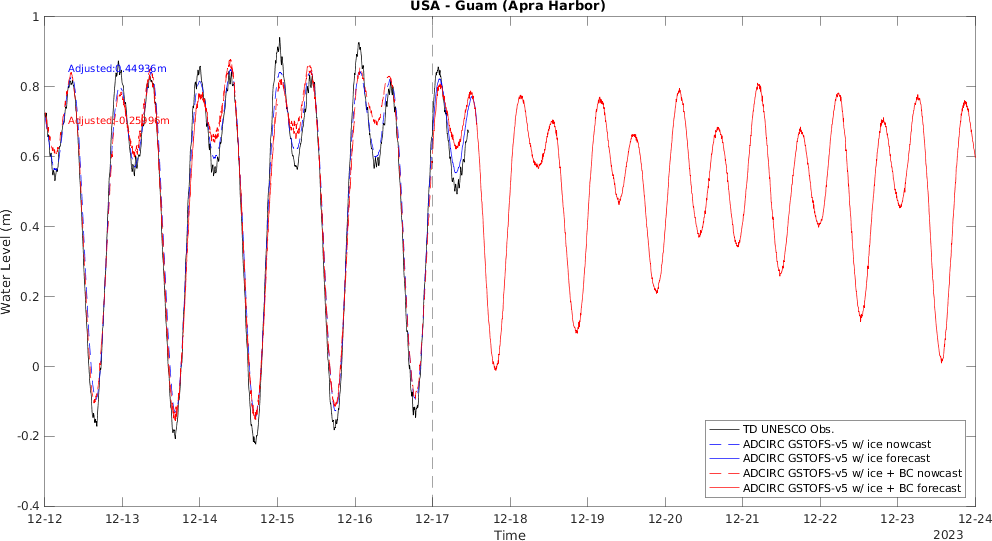 USA - Guam (Apra Harbor)
1
0.8
0.6
0.4
0.2
0
-0.2
-0.4
Water Level (m)
Adjusted:0.44936m
Adjusted:-0.25996m
TD UNESCO Obs.
ADCIRC GSTOFS-v5 w/ ice nowcast
ADCIRC GSTOFS-v5 w/ ice forecast
ADCIRC GSTOFS-v5 w/ ice + BC nowcast
ADCIRC GSTOFS-v5 w/ ice + BC forecast
12-12 12-13 12-14 12-15 12-16 12-17 12-18 12-19 12-20 12-21 12-22 12-23 12-24
Time
2023